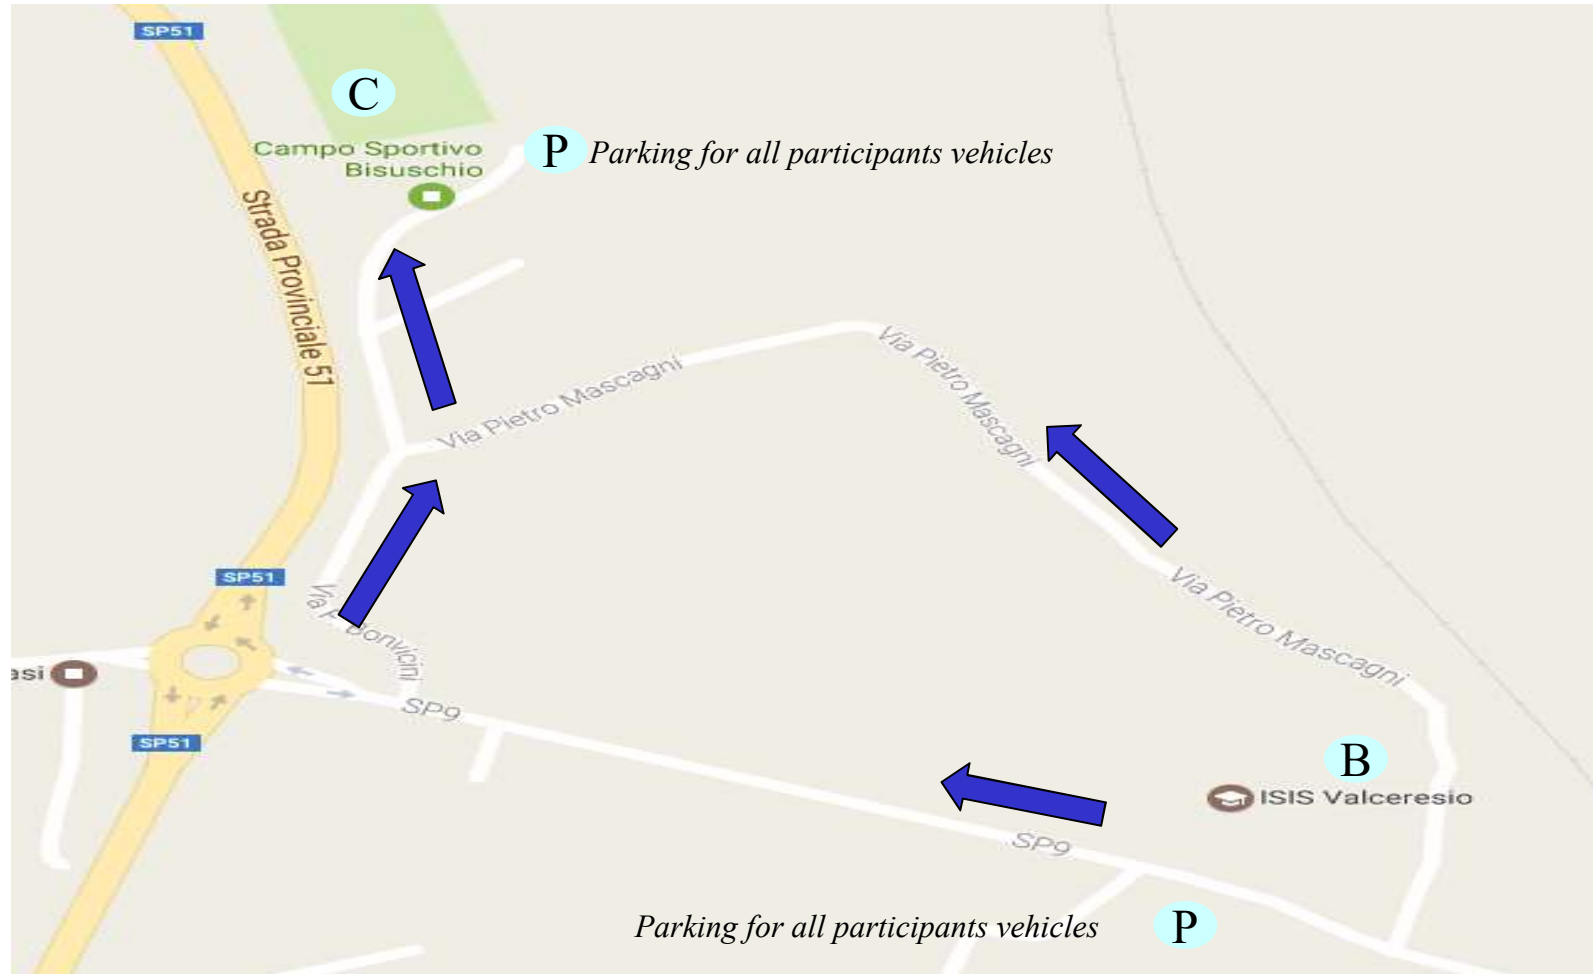 SP51
C
Campo Sportivo
Bisuschio
P
Parking for all participants vehicles
Strada Provinciale 51
Via Pietro Mascagni
Via Pietro Mascagni
SP51
Via F Bonvicini
Via Pietro Mascagni
asi
SP9
SP51
B
ISIS Valceresio
SP9
Parking for all participants vehicles
P